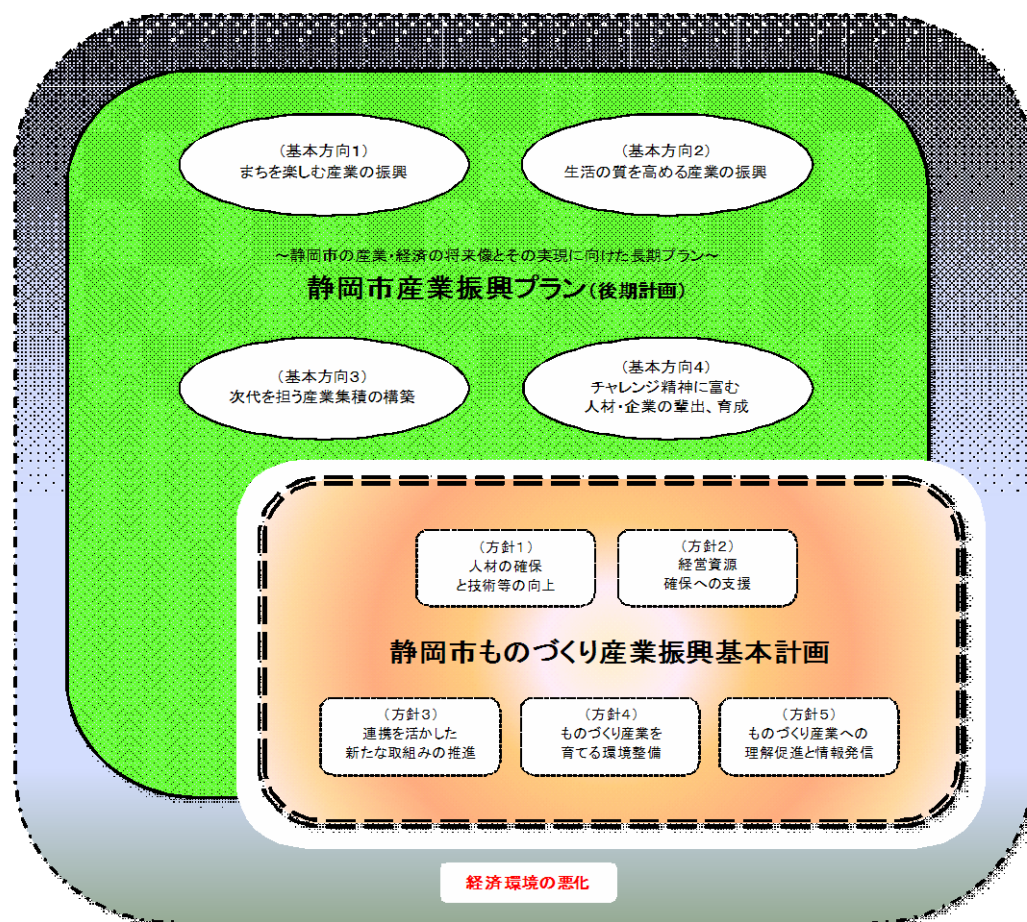 （基本方向1）
まちを楽しむ産業の振興
（基本方向2）
生活の質を高める産業の振興
～静岡市の産業・経済の将来像とその実現に向けた長期プラン～
静岡市産業振興プラン（後期計画）
（基本方向3）
次代を担う産業集積の構築
（基本方向4）
チャレンジ精神に富む
人材・企業の輩出、育成
（方針1）
人材の確保
と技術等の向上
（方針2）
経営資源
確保への支援
静岡市ものづくり産業振興基本計画
（方針3）
連携を活かした
新たな取組みの推進
（方針4）
ものづくり産業を
育てる環境整備
（方針5）
ものづくり産業への
理解促進と情報発信
経済環境の悪化